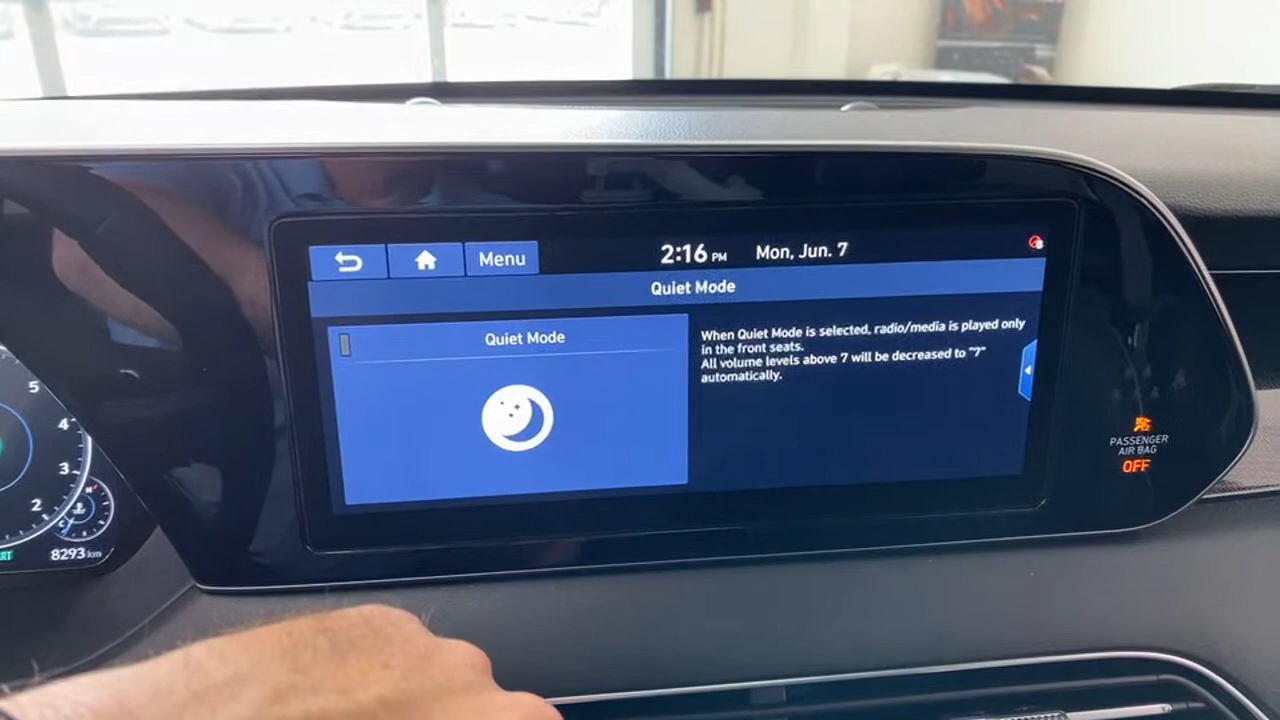 Menu
2:16 PM
Mon, Jun. 7
Quiet Mode
Quiet Mode
When Quiet Mode is selected, radio/media is played only
in the front seats.
All volume levels above 7 will be decreased to "7"
automatically.
5
4
3
2
H
C
8293 km
PASSENGER
AIR BAG
OFF